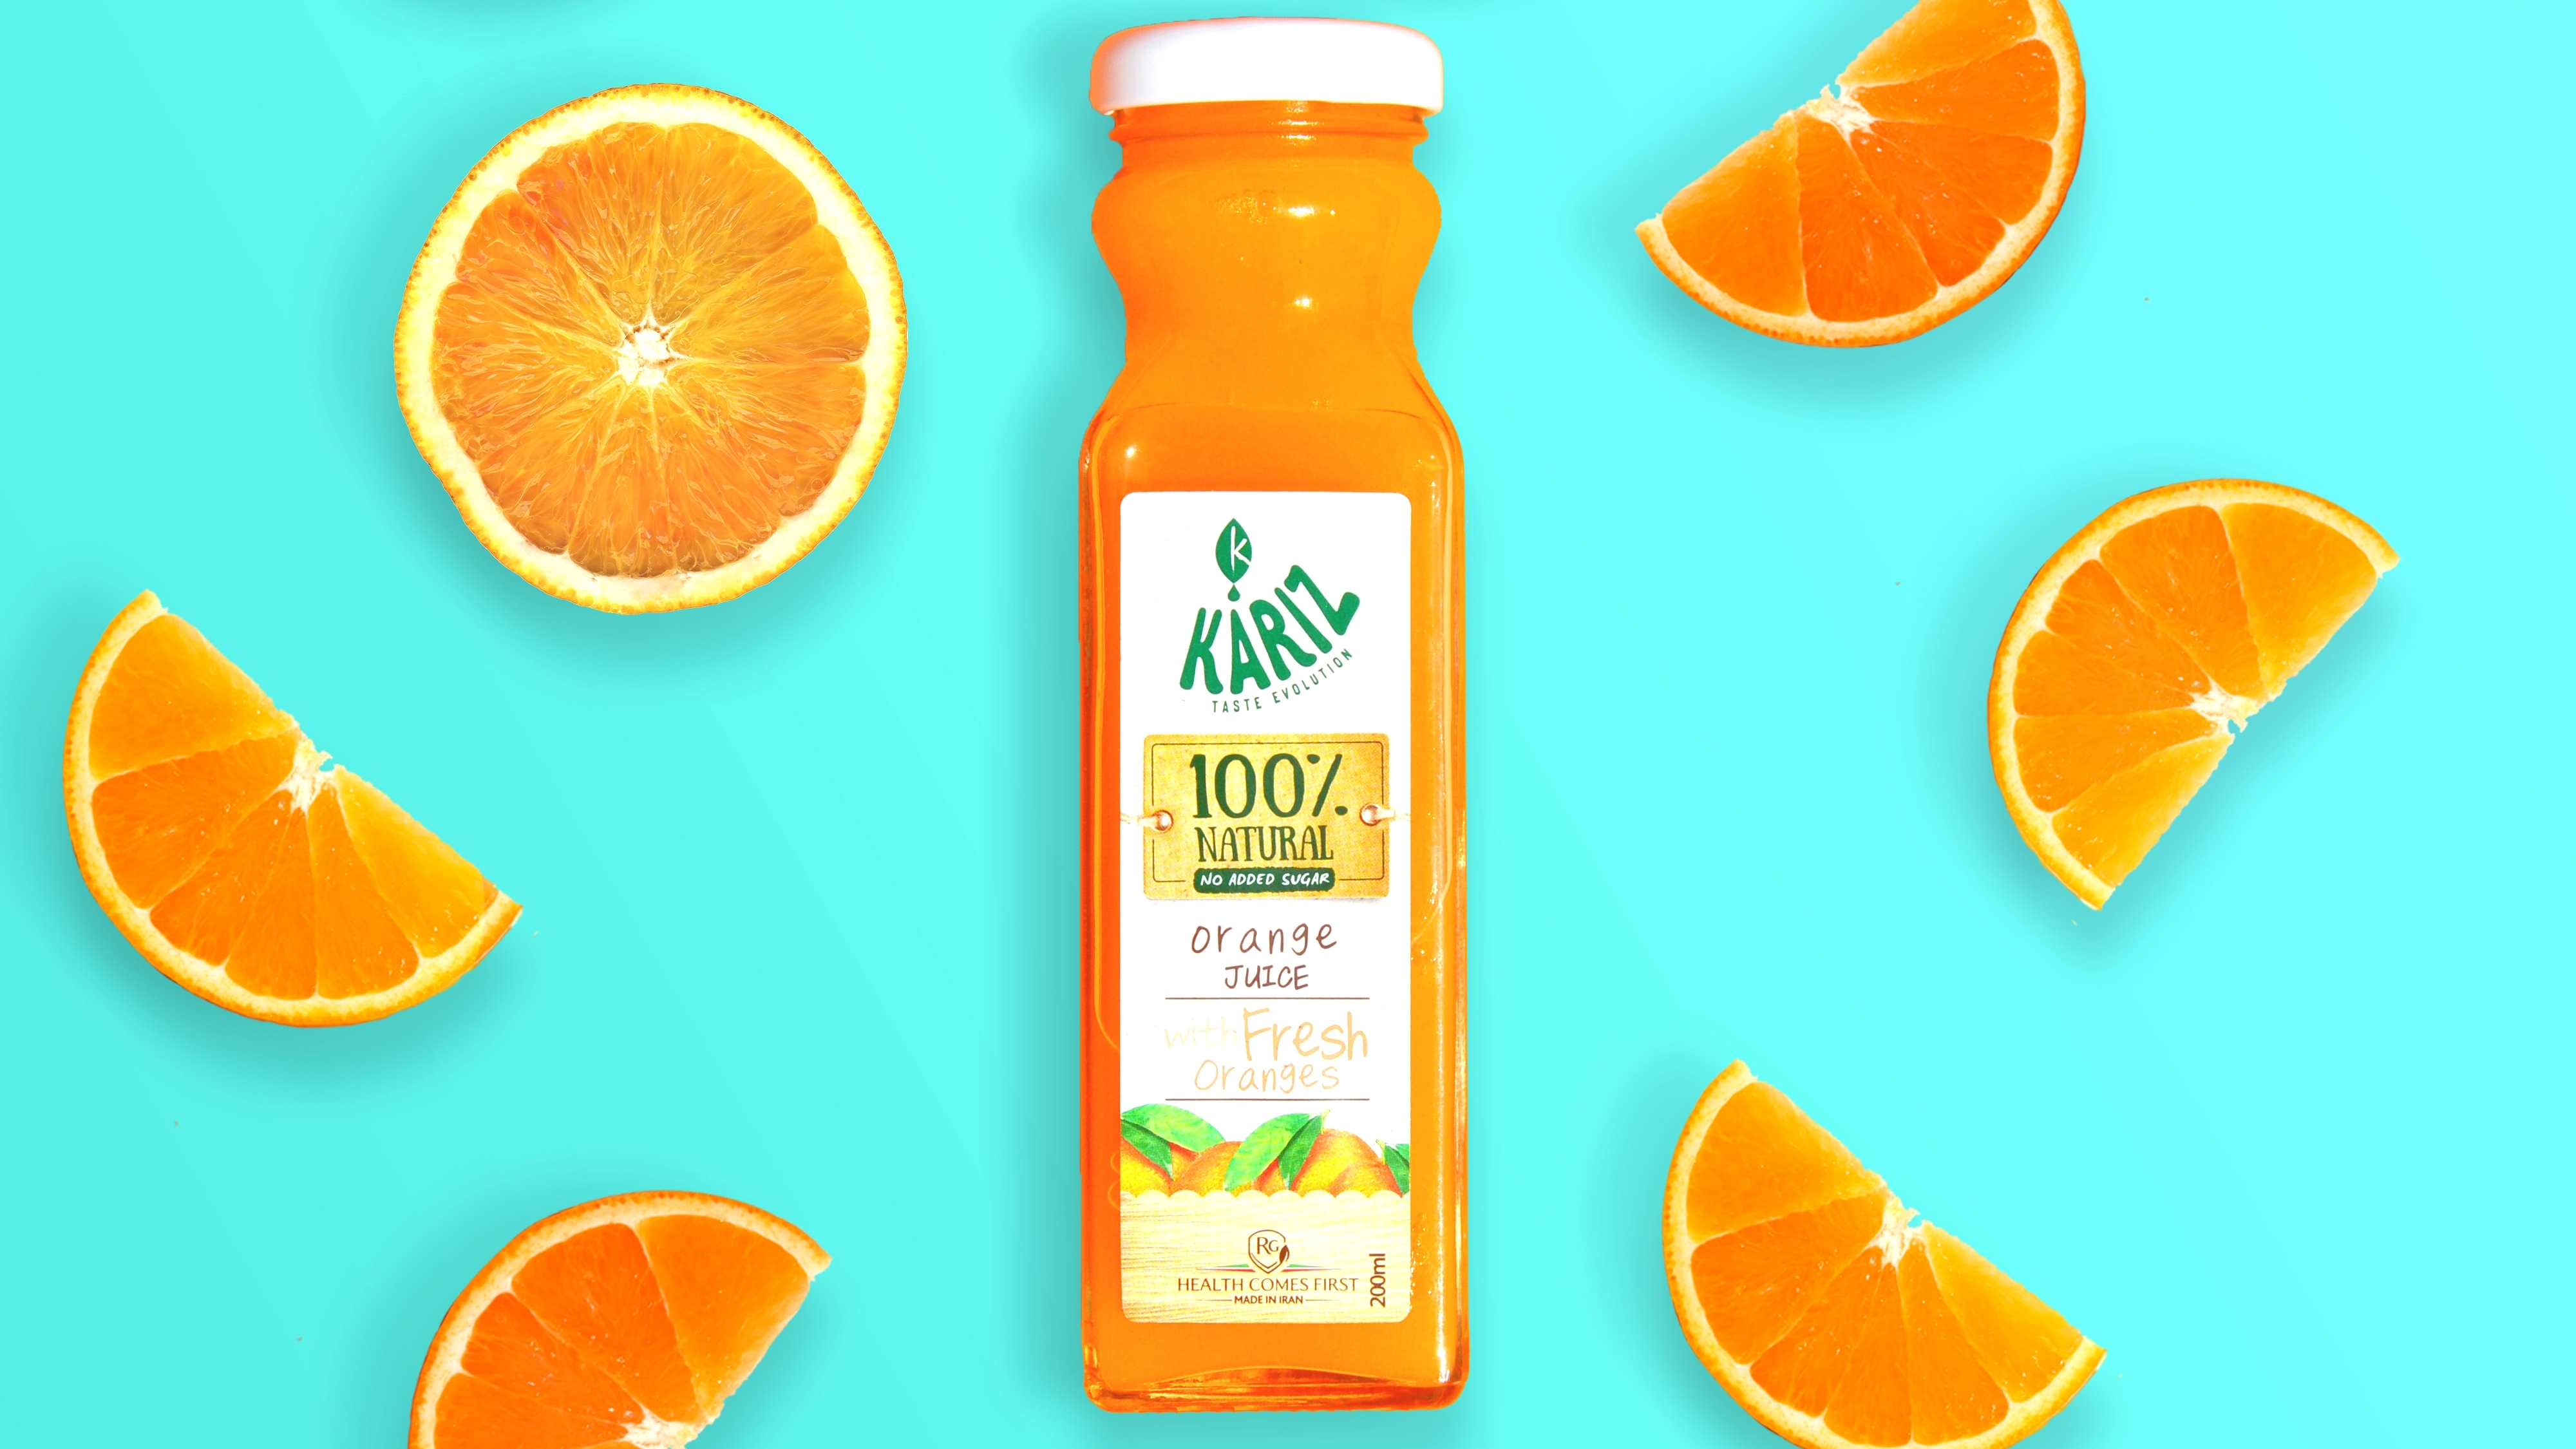 K
KARIZ
TASTE EVOLUTION
100%
NATURAL
NO ADDED SUGAR
orange
JUICE
with Fresh
Oranges
RG
HEALTH COMES FIRST
MADE IN IRAN
200ml